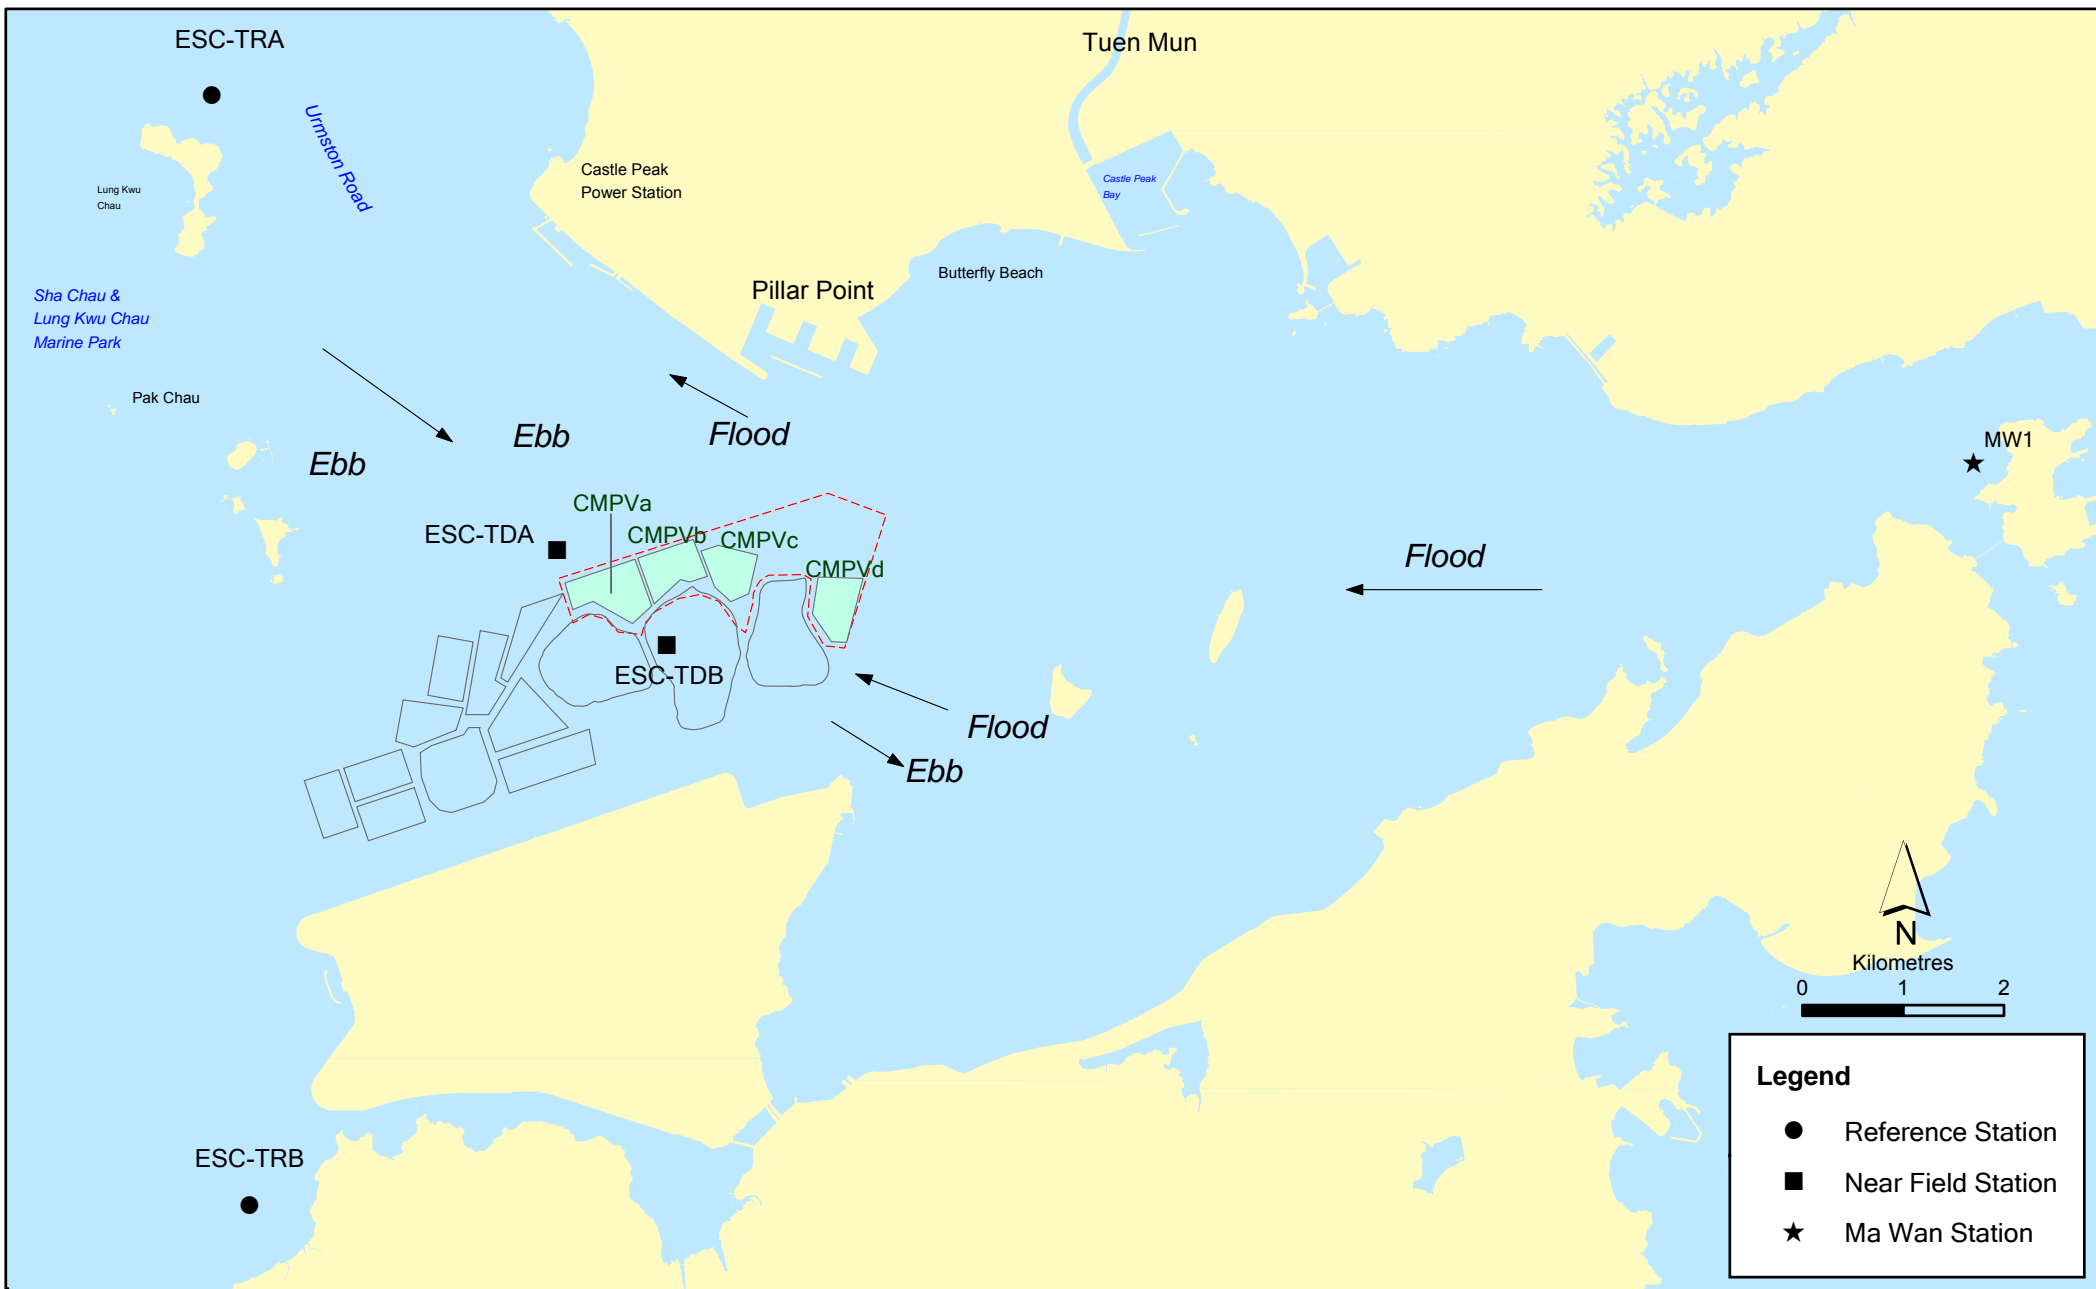 ESC-TRA
Tuen Mun
Urmston Road
Castle Peak
Power Station
Castle Peak
Bay
Lung Kwu
Chau
Butterfly Beach
Pillar Point
Sha Chau &
Lung Kwu Chau
Marine Park
Pak Chau
Ebb
Flood
Ebb
MW1
CMPVa
ESC-TDA
CMPVb
CMPVc
Flood
CMPVd
ESC-TDB
Flood
Ebb
N
Kilometres
0 1 2
Legend
Reference Station
Near Field Station
Ma Wan Station
ESC-TRB